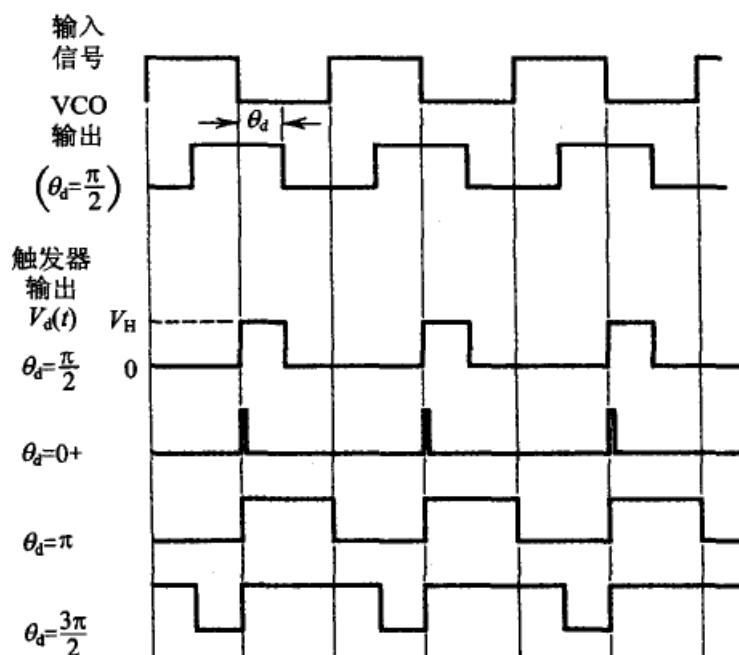 输入
信号
VCO
输出
θd
(θd=π/2)
触发器
输出
Vd(t) VH
θd=π/2 0
θd=0+
θd=π
θd=3π/2